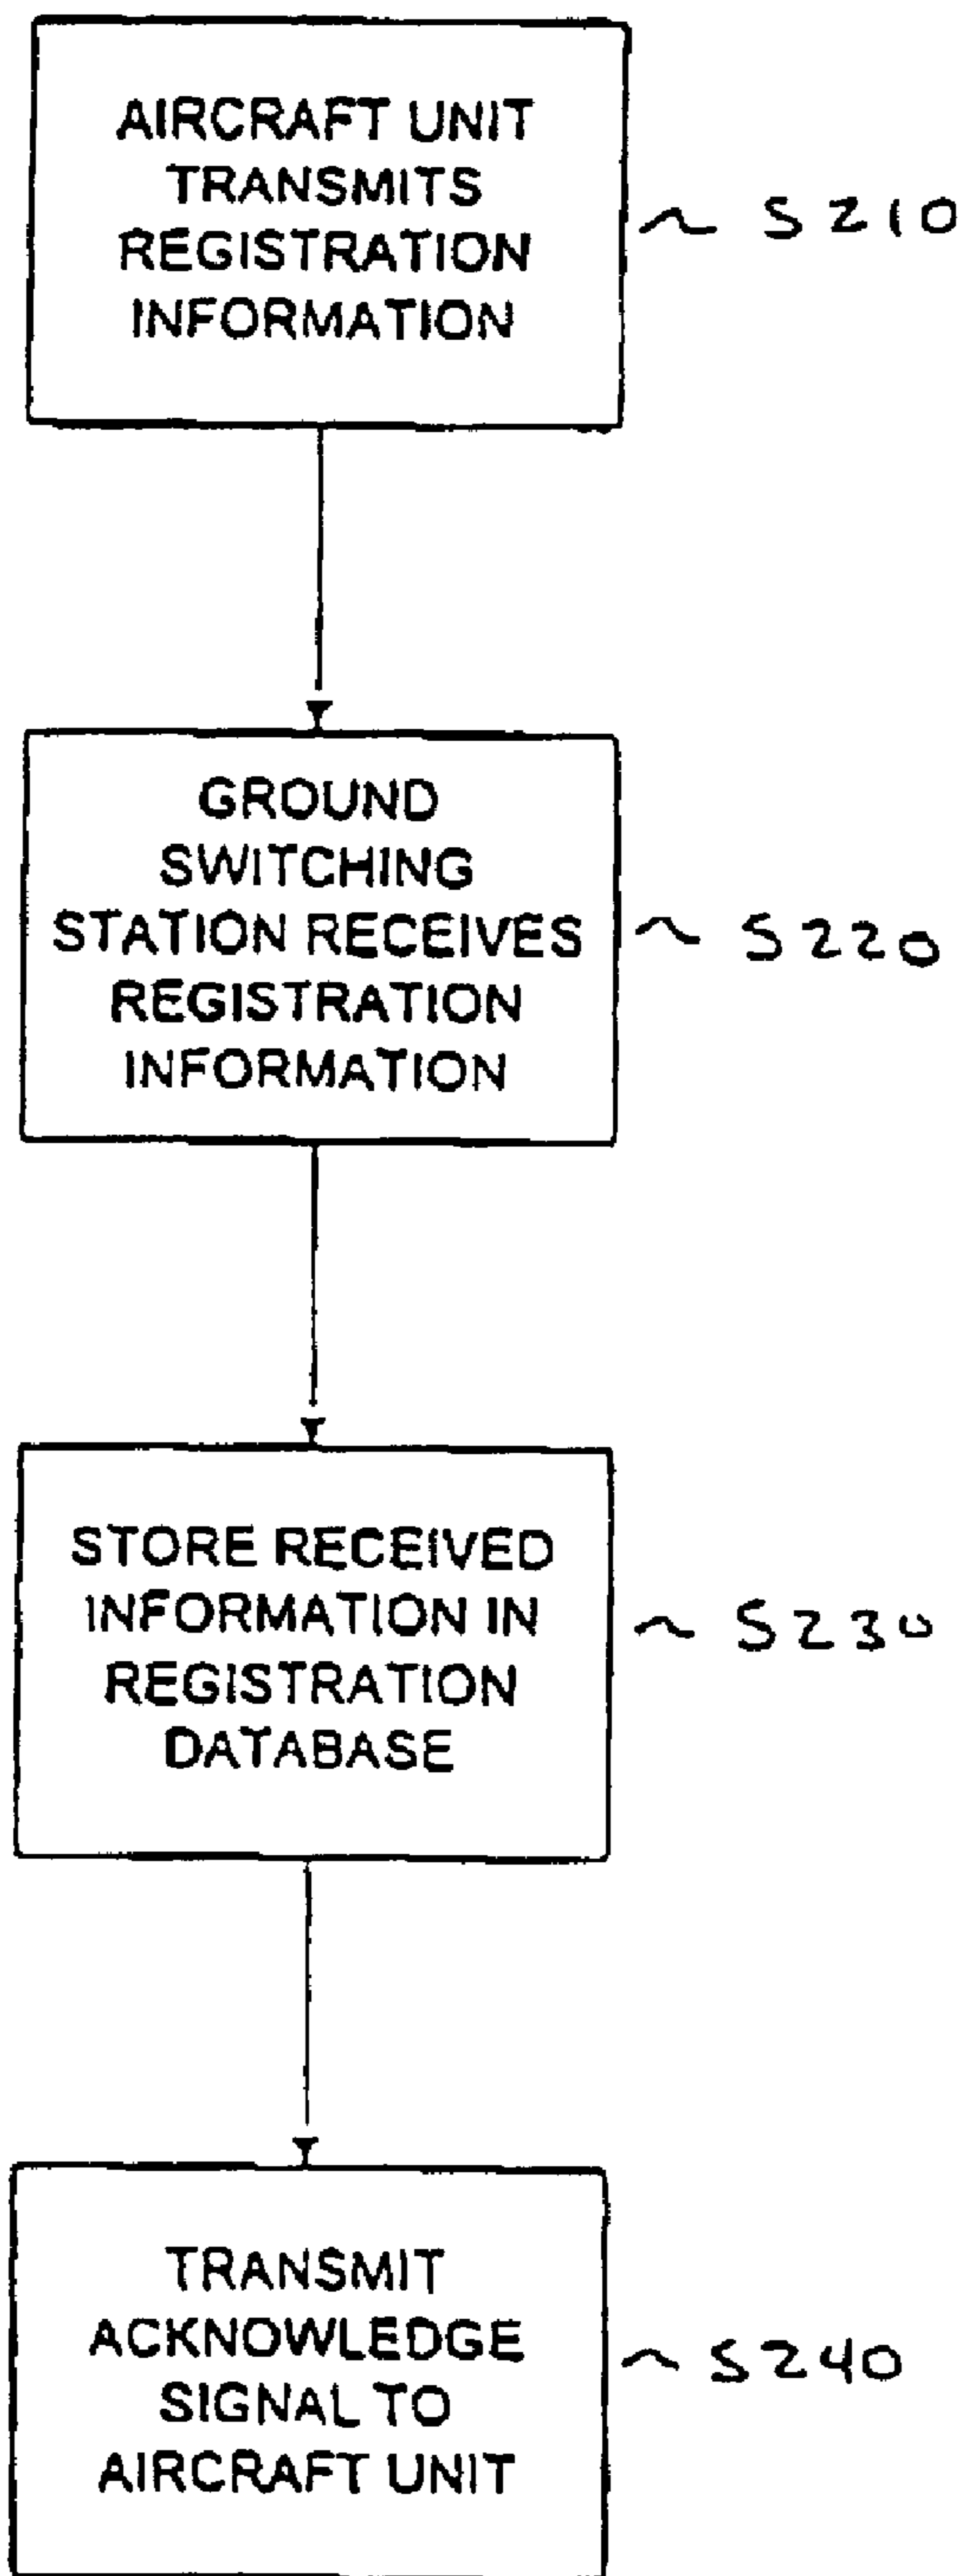 AIRCRAFT UNIT
TRANSMITS
REGISTRATION
INFORMATION
S210
GROUND
SWITCHING
STATION RECEIVES
REGISTRATION
INFORMATION
S220
STORE RECEIVED
INFORMATION IN
REGISTRATION
DATABASE
S230
TRANSMIT
ACKNOWLEDGE
SIGNAL TO
AIRCRAFT UNIT
S240